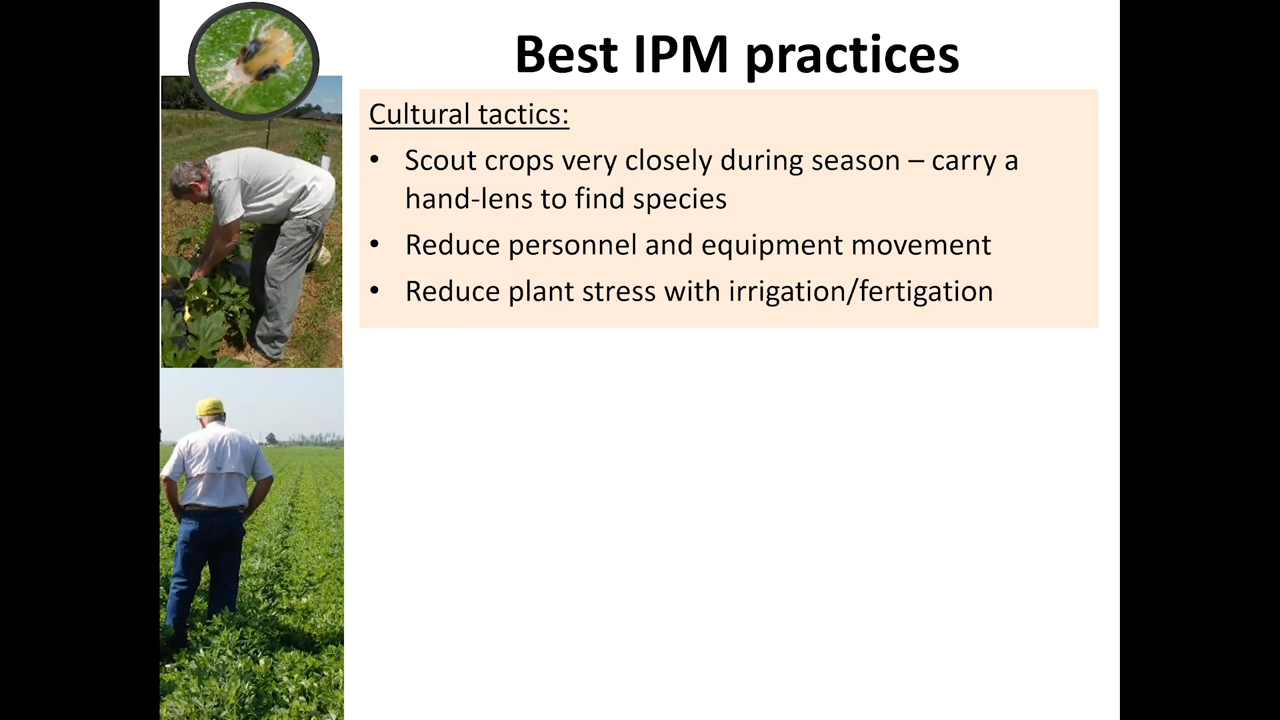 Best IPM practices
Cultural tactics:
• Scout crops very closely during season – carry a
hand-lens to find species
• Reduce personnel and equipment movement
• Reduce plant stress with irrigation/fertigation